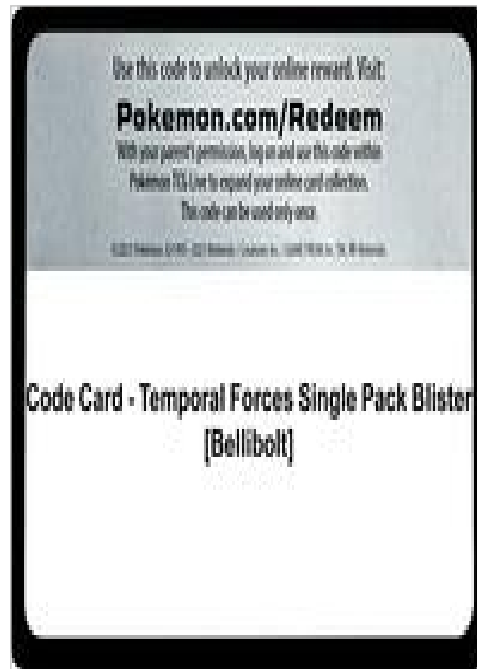 Use this code to unlock your online reward. Visit:
Pokemon.com/Redeem
With your parent's permission, log on and use this code within
Pokémon TCG Live to expand your online card collection.
This code can be used only once.
Code Card - Temporal Forces Single Pack Blister
[Bellibolt]